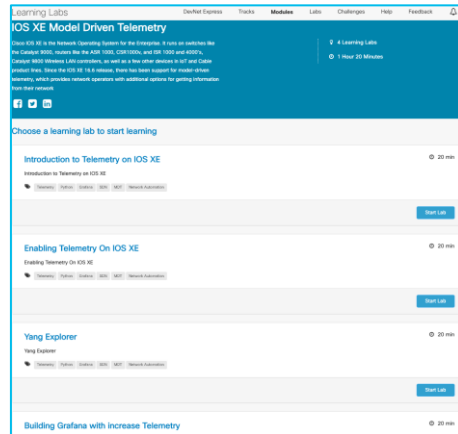 Learning Labs
DevNet Express Tracks Modules Labs Challenges Help Feedback
IOS XE Model Driven Telemetry
Cisco IOS XE is the Network Operating System for the Enterprise. It runs on switches like
the Catalyst 9000, routers like the ASR 1000, CSR1000v, and ISR 1000 and 4000's,
Catalyst 9800 Wireless LAN controllers, as well as a few other devices in IoT and Cable
product lines. Since the IOS XE 16.6 release, there has been support for model-driven
telemetry, which provides network operators with additional options for getting information
from their network
4 Learning Labs
1 Hour 20 Minutes
Choose a learning lab to start learning
Introduction to Telemetry on IOS XE
20 min
Introduction to Telemetry on IOS XE
Telemetry Python Grafana SDN MDT Network Automation
Start Lab
Enabling Telemetry On IOS XE
20 min
Enabling Telemetry On IOS XE
Telemetry Python Grafana SDN MDT Network Automation
Start Lab
Yang Explorer
20 min
Yang Explorer
Telemetry Python Grafana SDN MDT Network Automation
Start Lab
Building Grafana with increase Telemetry
20 min